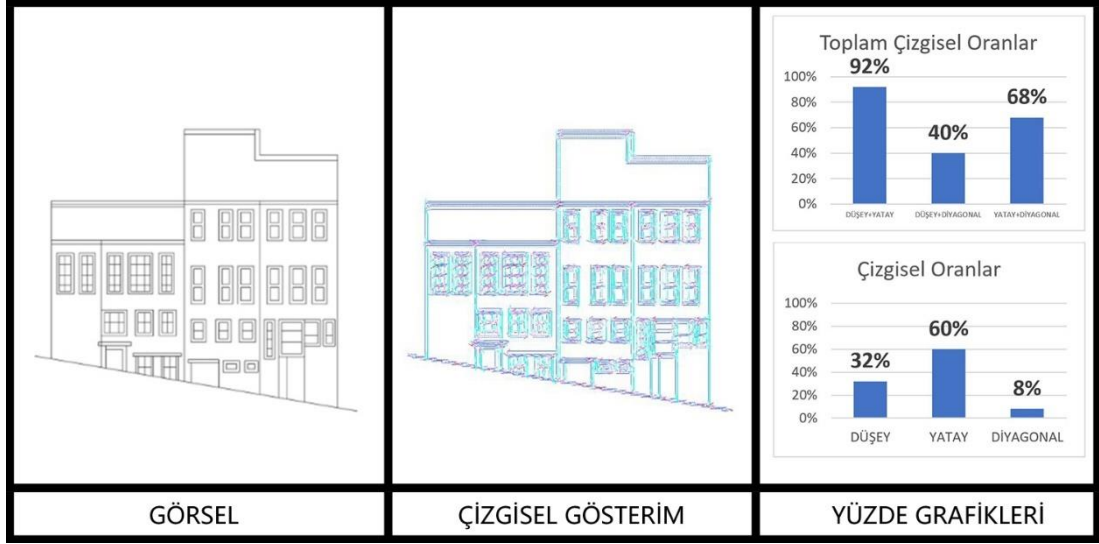 Toplam Çizgisel Oranlar
92%
68%
40%
100%
80%
60%
40%
20%
0%
DÜŞEY+YATAY DÜŞEY+DİYAGONAL YATAY+DİYAGONAL
Çizgisel Oranlar
60%
32%
8%
100%
80%
60%
40%
20%
0%
DÜŞEY YATAY DİYAGONAL
GÖRSEL
ÇİZGİSEL GÖSTERİM
YÜZDE GRAFİKLERİ